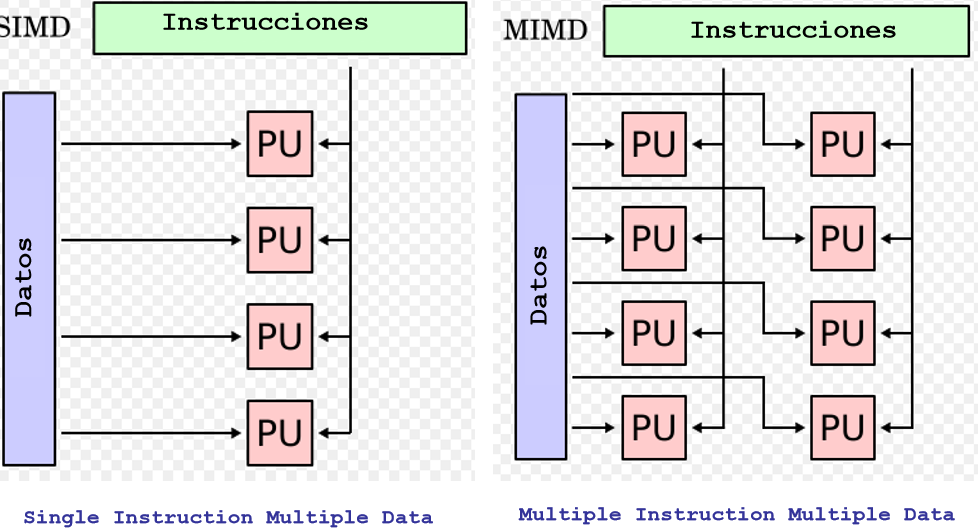 SIMD
Instrucciones
Datos
PU
PU
PU
PU
Single Instruction Multiple Data
MIMD
Instrucciones
Datos
PU
PU
PU
PU
PU
PU
PU
PU
Multiple Instruction Multiple Data